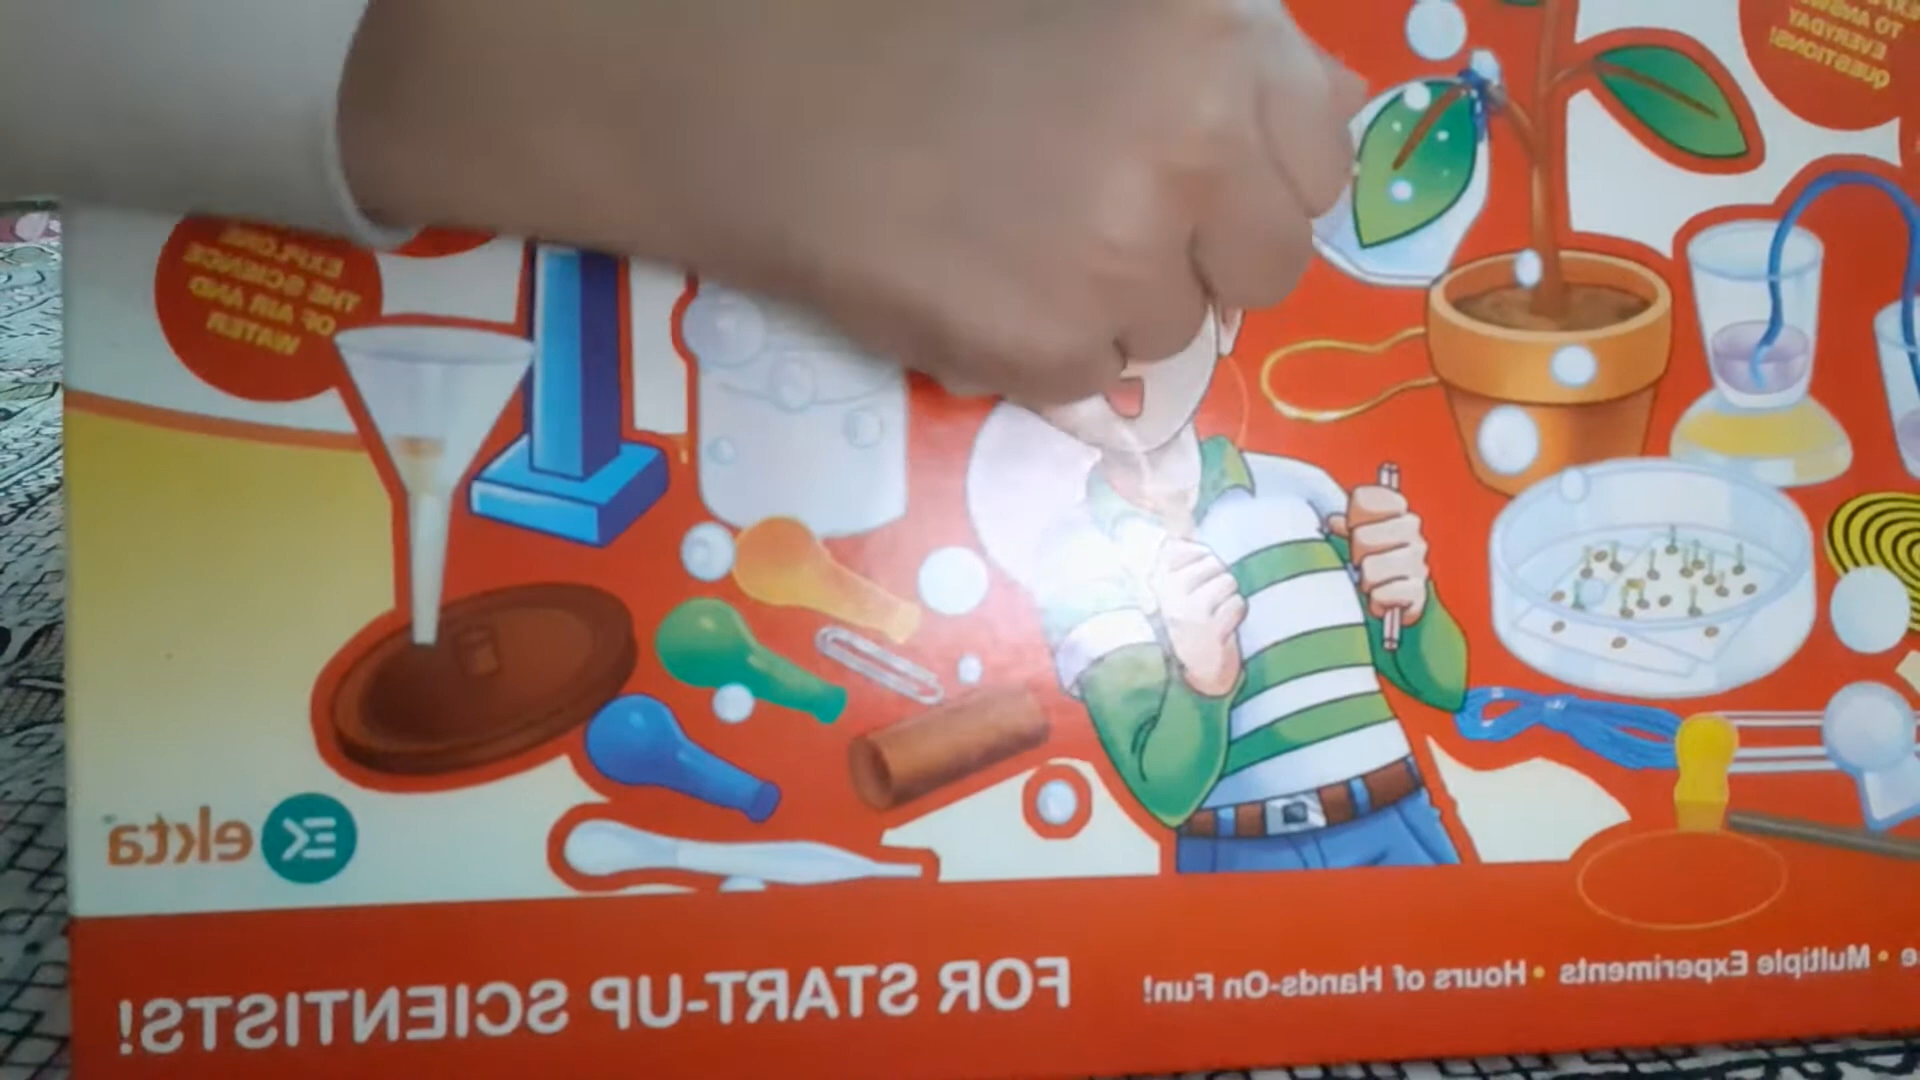 TO ANSWER
EVERYDAY
QUESTIONS!
EXPLORE
THE SCIENCE
OF AIR AND
WATER
ekta
• Multiple Experiments • Hours of Hands-On Fun!
FOR START-UP SCIENTISTS!